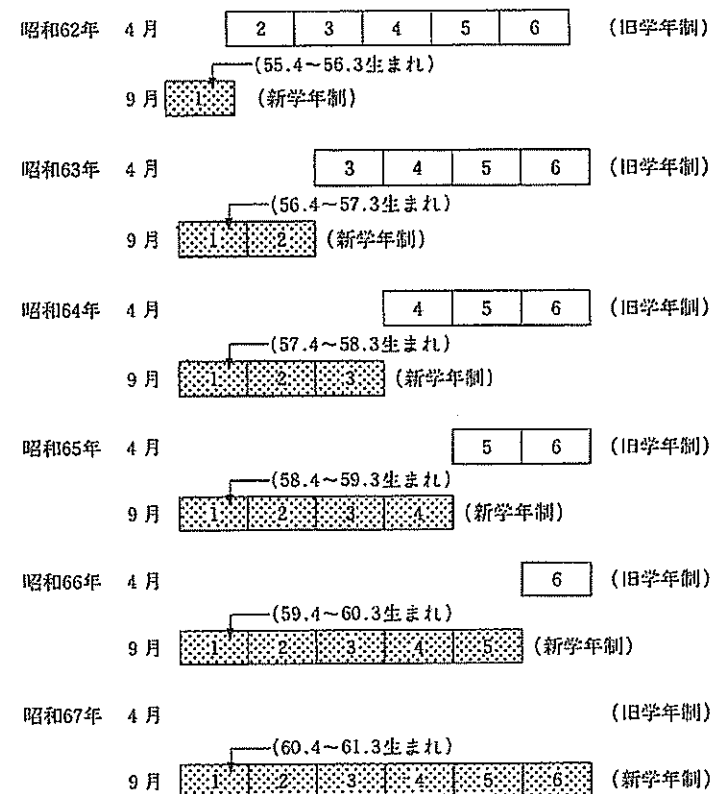 昭和62年 4月 2 3 4 5 6 (旧学年制)
(55.4~56.3生まれ)
9月 1 (新学年制)
昭和63年 4月 3 4 5 6 (旧学年制)
(56.4~57.3生まれ)
9月 1 2 (新学年制)
昭和64年 4月 4 5 6 (旧学年制)
(57.4~58.3生まれ)
9月 1 2 3 (新学年制)
昭和65年 4月 5 6 (旧学年制)
(58.4~59.3生まれ)
9月 1 2 3 4 (新学年制)
昭和66年 4月 6 (旧学年制)
(59.4~60.3生まれ)
9月 1 2 3 4 5 (新学年制)
昭和67年 4月 (旧学年制)
(60.4~61.3生まれ)
9月 1 2 3 4 5 6 (新学年制)